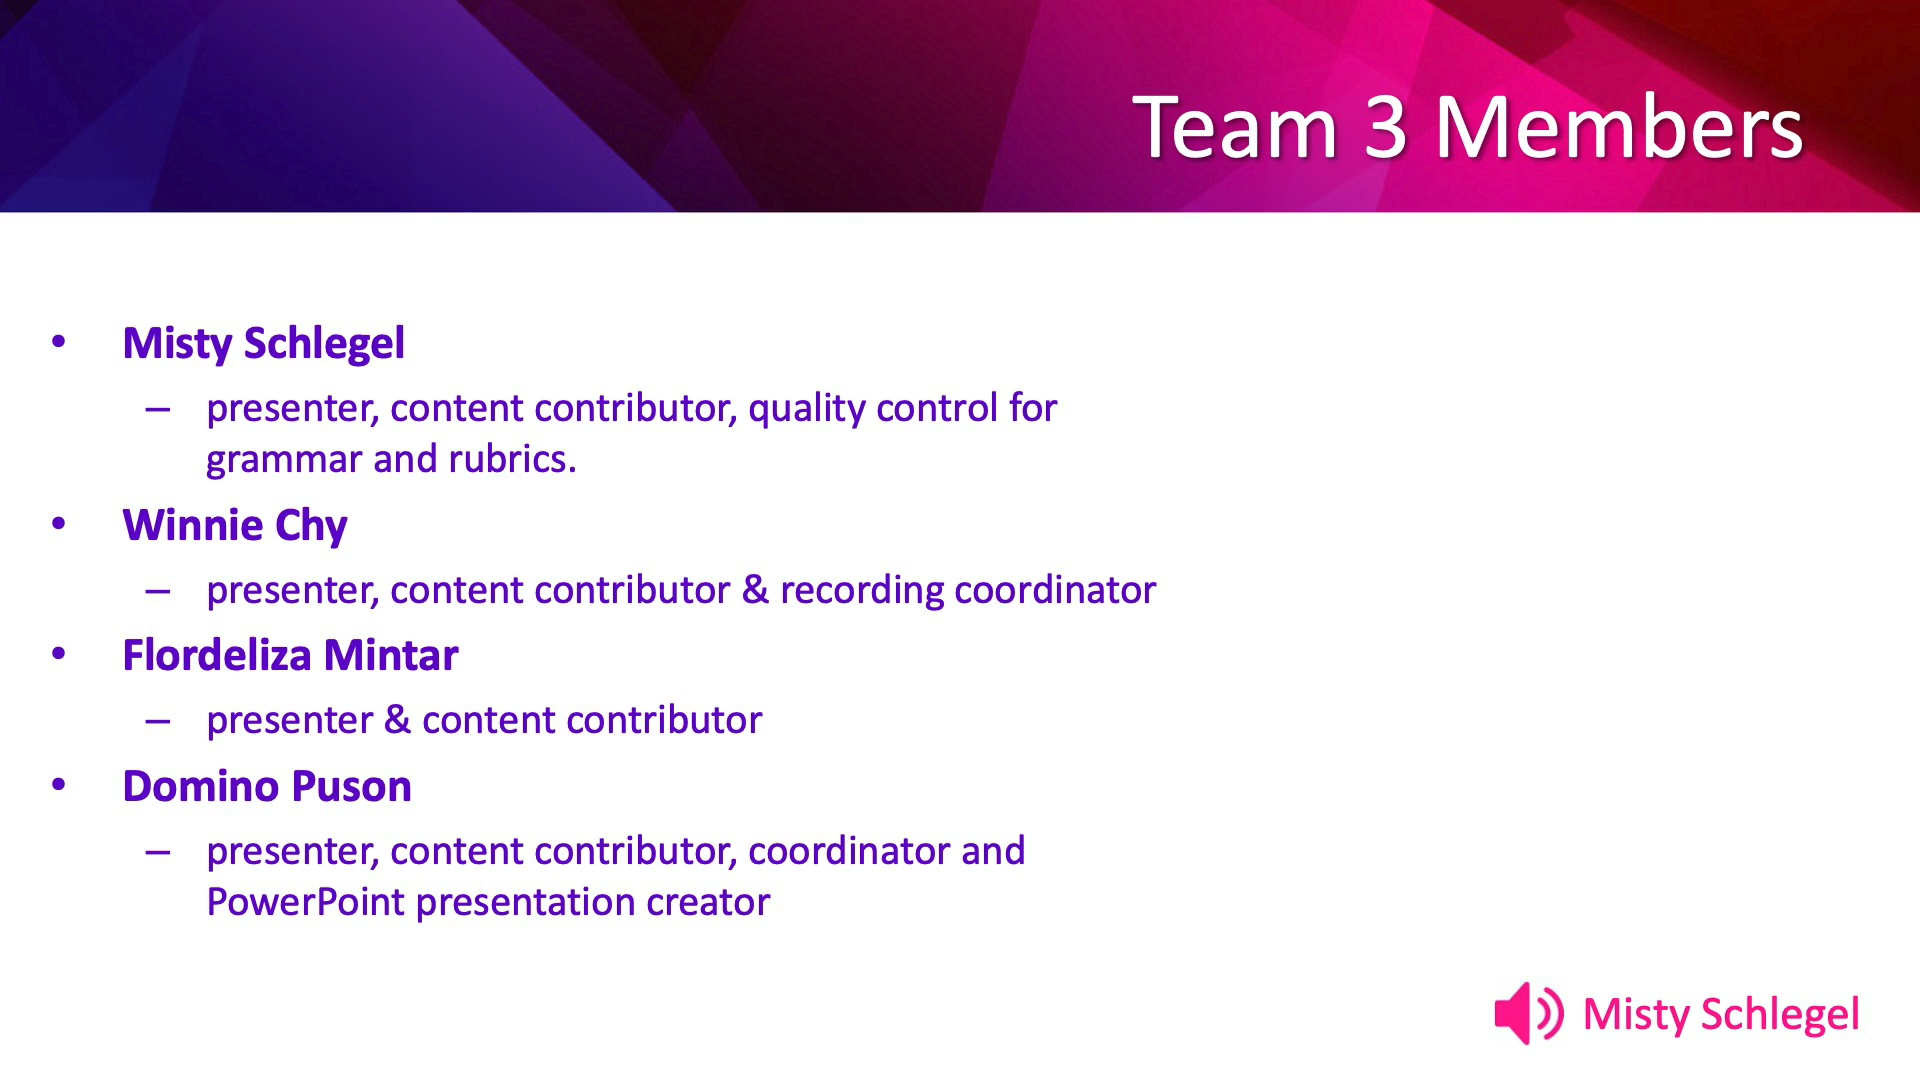 Team 3 Members
• Misty Schlegel
– presenter, content contributor, quality control for
grammar and rubrics.
• Winnie Chy
– presenter, content contributor & recording coordinator
• Flordeliza Mintar
– presenter & content contributor
• Domino Puson
– presenter, content contributor, coordinator and
PowerPoint presentation creator
Misty Schlegel